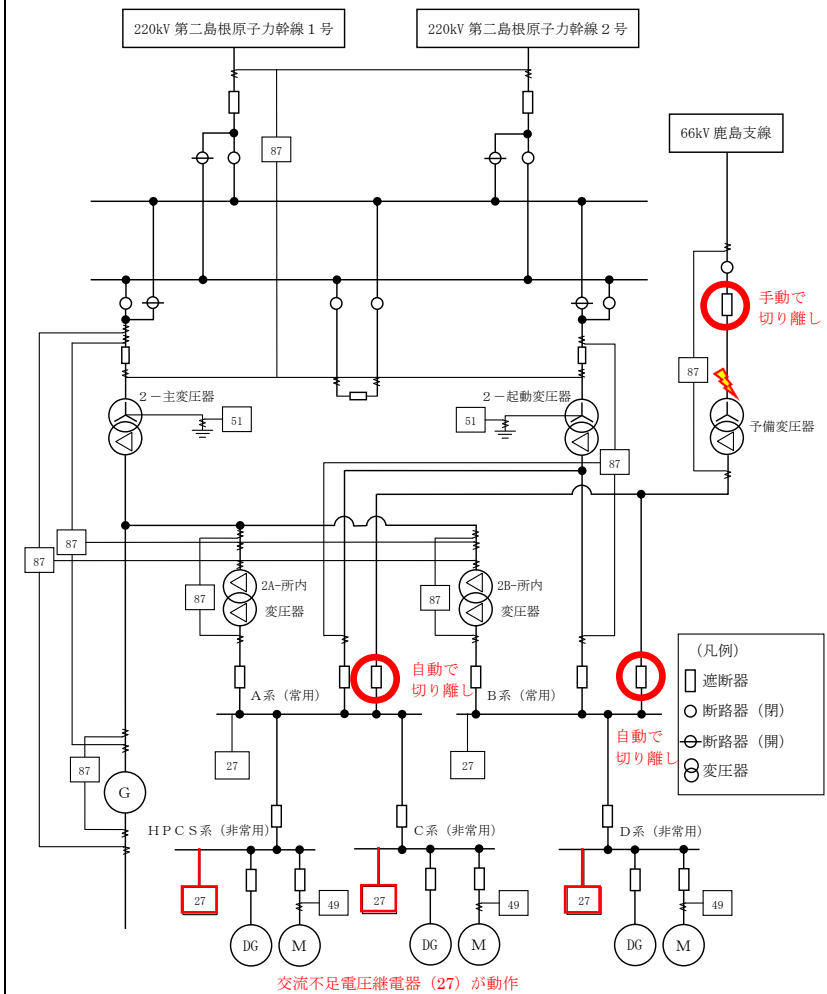 220kV 第二島根原子力幹線１号
220kV 第二島根原子力幹線２号
66kV 鹿島支線
87
手動で
切り離し
87
２－主変圧器
51
２－起動変圧器
51
予備変圧器
87
87
87
87
2A-所内
変圧器
87
2B-所内
変圧器
自動で
切り離し
Ａ系（常用）
Ｂ系（常用）
自動で
切り離し
（凡例）
遮断器
断路器（閉）
断路器（開）
変圧器
27
27
87
G
ＨＰＣＳ系（非常用）
Ｃ系（非常用）
Ｄ系（非常用）
27
49
27
49
27
49
DG
M
DG
M
DG
M
交流不足電圧継電器（27）が動作